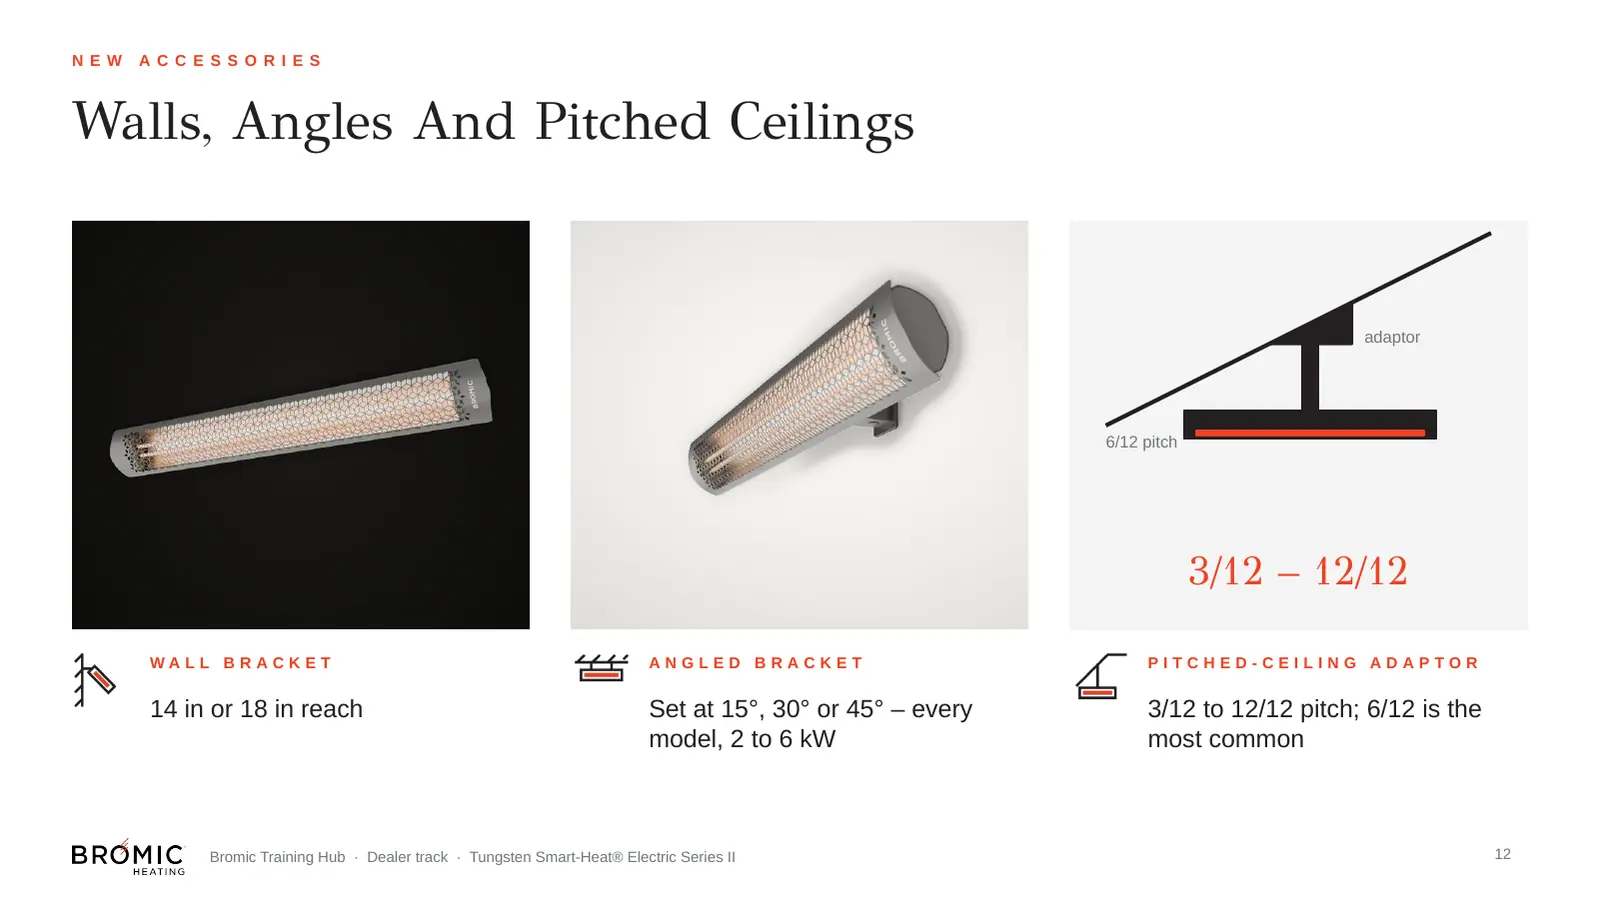 NEW ACCESSORIES
Walls, Angles And Pitched Ceilings
BROMIC
BROMIC
adaptor
6/12 pitch
3/12 – 12/12
WALL BRACKET
14 in or 18 in reach
ANGLED BRACKET
Set at 15°, 30° or 45° – every
model, 2 to 6 kW
PITCHED-CEILING ADAPTOR
3/12 to 12/12 pitch; 6/12 is the
most common
BROMIC
HEATING
Bromic Training Hub · Dealer track · Tungsten Smart-Heat® Electric Series II
12